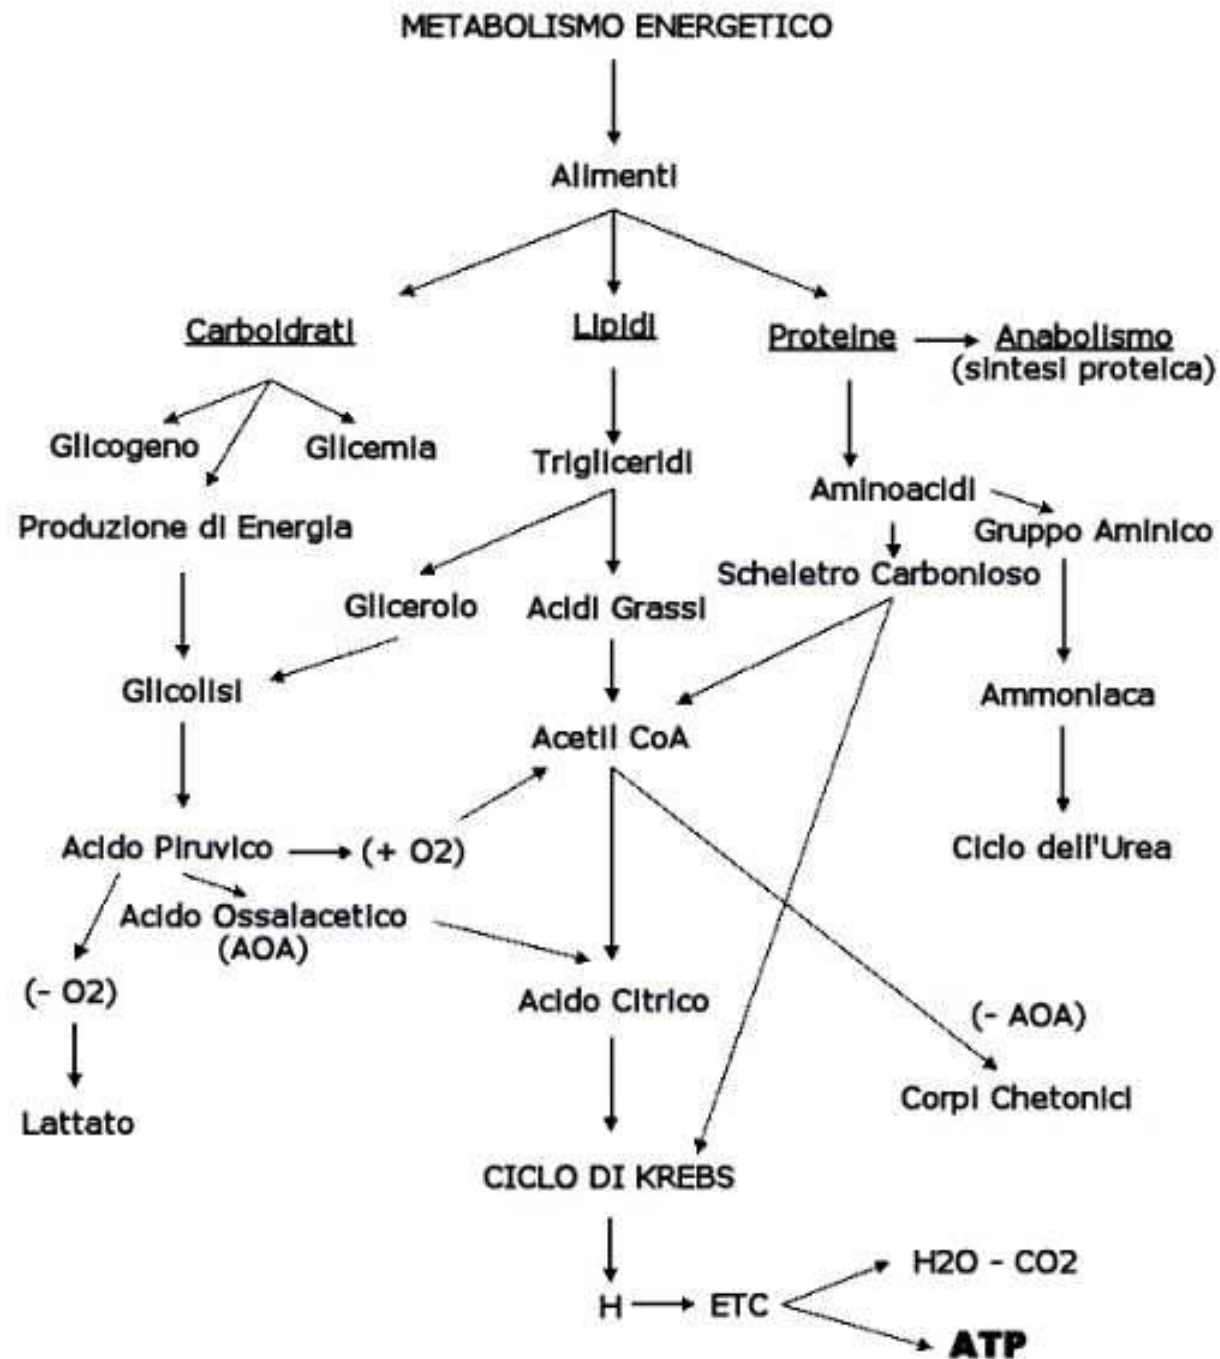 METABOLISMO ENERGETICO
Alimenti
Carboidrati
Lipidi
Proteine
Anabolismo
(sintesi proteica)
Glicogeno
Glicemia
Trigliceridi
Aminoacidi
Produzione di Energia
Gruppo Aminico
Scheletro Carbonioso
Glicerolo
Acidi Grassi
Glicolisi
Ammoniaca
Acetil CoA
Acido Piruvico
(+ O2)
Ciclo dell'Urea
Acido Ossalacetico
(AOA)
(- O2)
Acido Citrico
(- AOA)
Corpi Chetonici
Lattato
CICLO DI KREBS
H2O - CO2
H
ETC
ATP